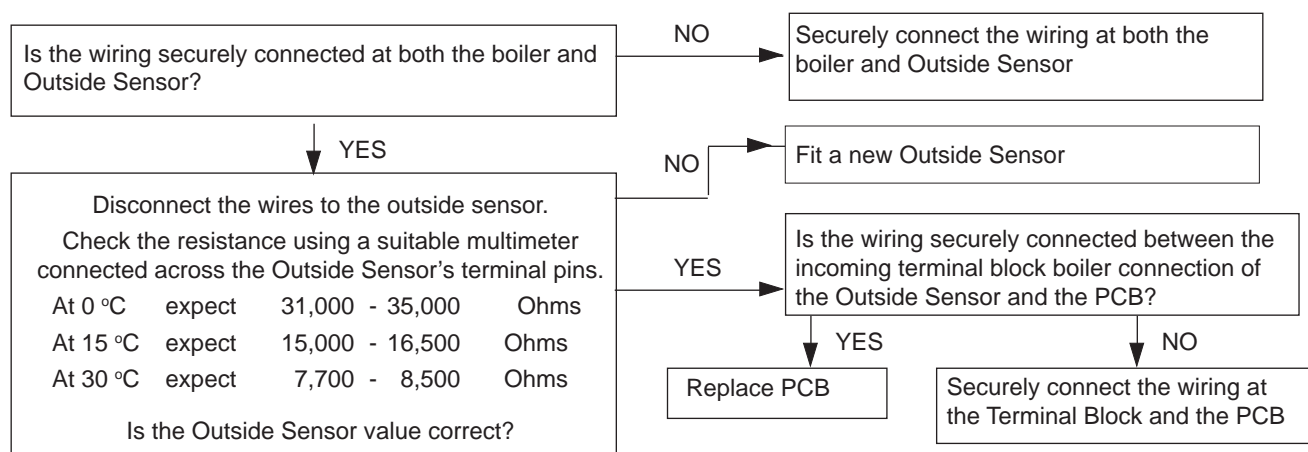 Is the wiring securely connected at both the boiler and
Outside Sensor?
NO
Securely connect the wiring at both the
boiler and Outside Sensor
YES
NO
Fit a new Outside Sensor
Disconnect the wires to the outside sensor.
Check the resistance using a suitable multimeter
connected across the Outside Sensor's terminal pins.
At 0 °C expect 31,000 - 35,000 Ohms
At 15 °C expect 15,000 - 16,500 Ohms
At 30 °C expect 7,700 - 8,500 Ohms
Is the Outside Sensor value correct?
YES
Is the wiring securely connected between the
incoming terminal block boiler connection of
the Outside Sensor and the PCB?
YES
NO
Replace PCB
Securely connect the wiring at
the Terminal Block and the PCB